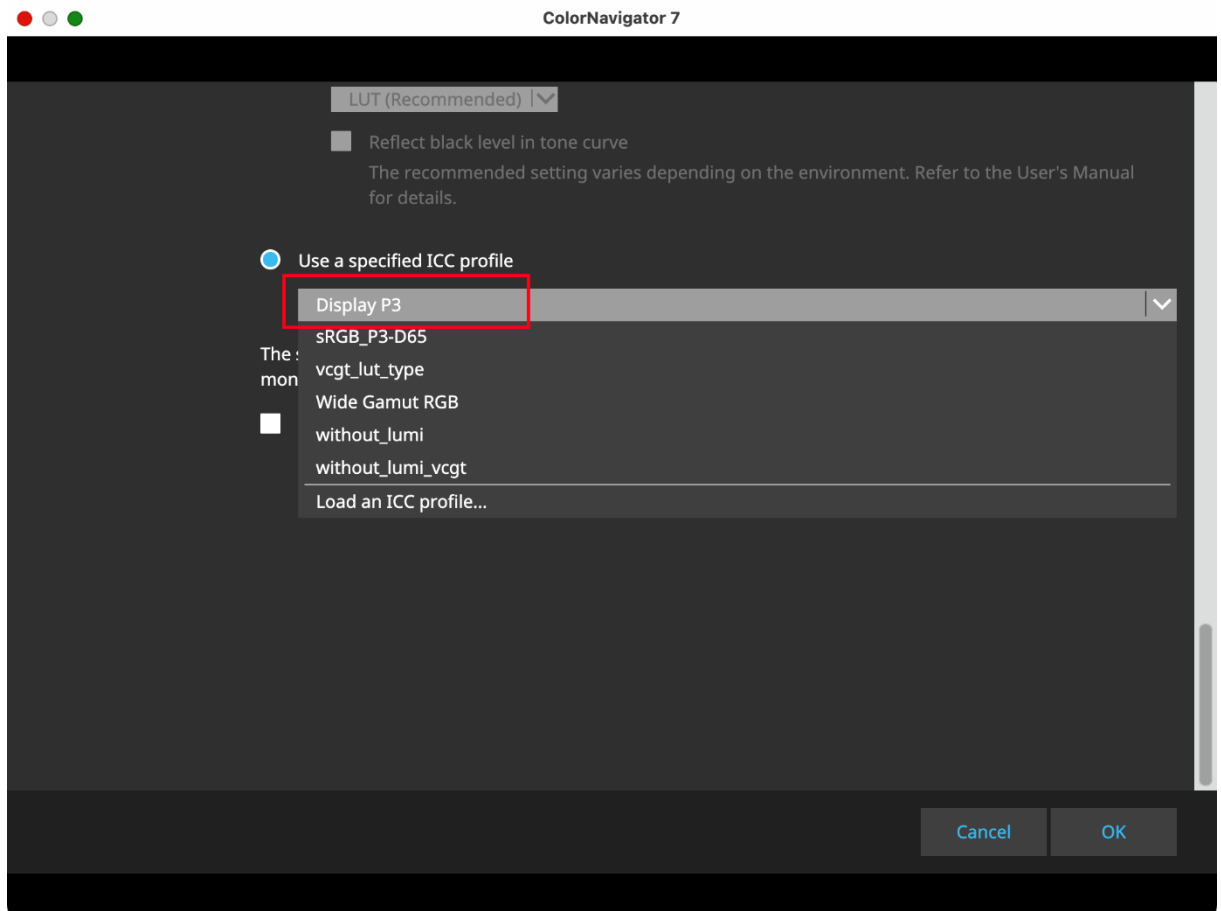 ColorNavigator 7
LUT (Recommended)
Reflect black level in tone curve
The recommended setting varies depending on the environment. Refer to the User's Manual
for details.
Use a specified ICC profile
Display P3
sRGB_P3-D65
The
mon
vcgt_lut_type
Wide Gamut RGB
without_lumi
without_lumi_vcgt
Load an ICC profile...
Cancel
OK